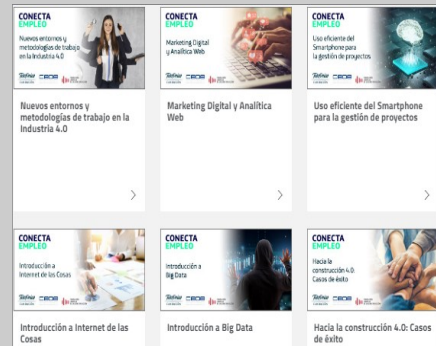 CONECTA
EMPLEO
Nuevos entornos y
metodologías de trabajo
en la Industria 4.0
Nuevos entornos y
metodologías de trabajo en la
Industria 4.0
CONECTA
EMPLEO
Marketing Digital
y Analítica Web
Marketing Digital y Analítica
Web
CONECTA
EMPLEO
Uso eficiente del
Smartphone para
la gestión de proyectos
Uso eficiente del Smartphone
para la gestión de proyectos
CONECTA
EMPLEO
Introducción a
Internet de las Cosas
Introducción a Internet de las
Cosas
CONECTA
EMPLEO
Introducción a
Big Data
Introducción a Big Data
CONECTA
EMPLEO
Hacia la
construcción 4.0
Casos de éxito
Hacia la construcción 4.0: Casos
de éxito